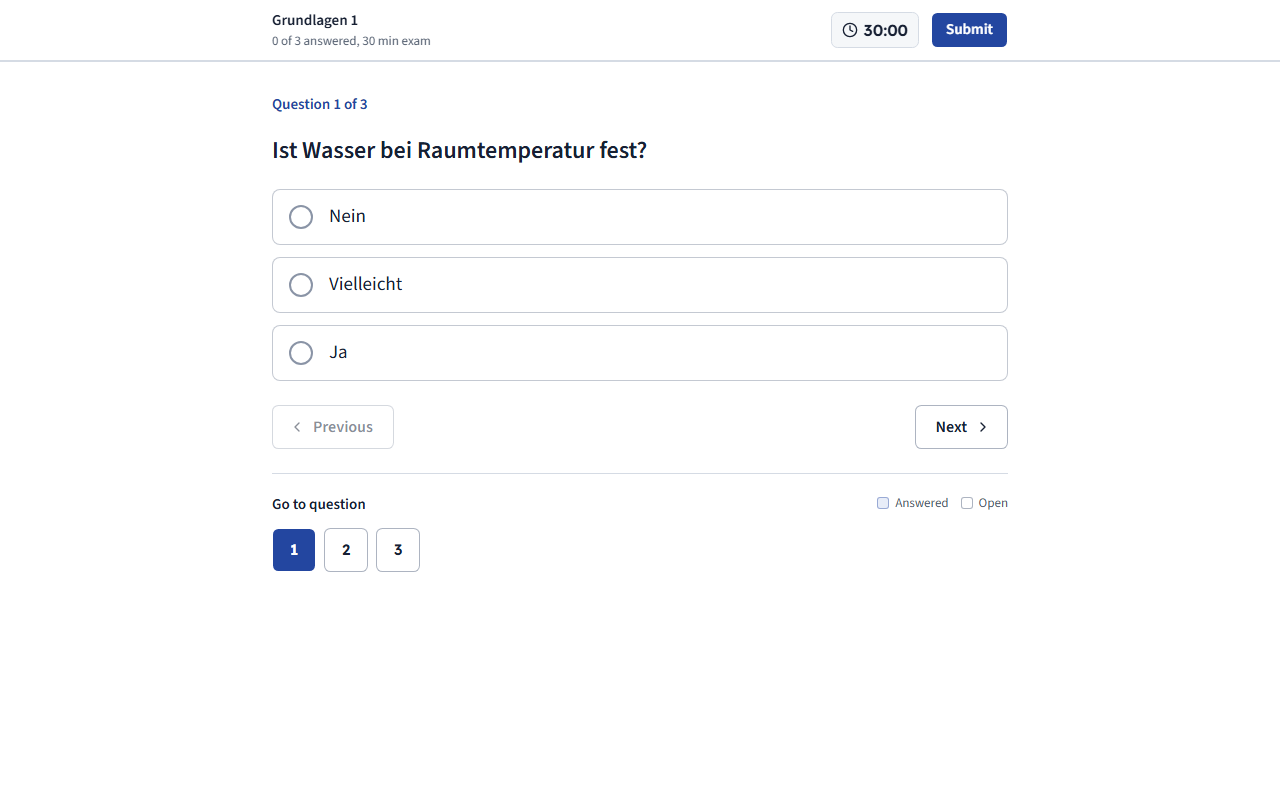 Grundlagen 1
0 of 3 answered, 30 min exam
30:00
Submit
Question 1 of 3
Ist Wasser bei Raumtemperatur fest?
Nein
Vielleicht
Ja
Previous
Next
Go to question
Answered
Open
1
2
3